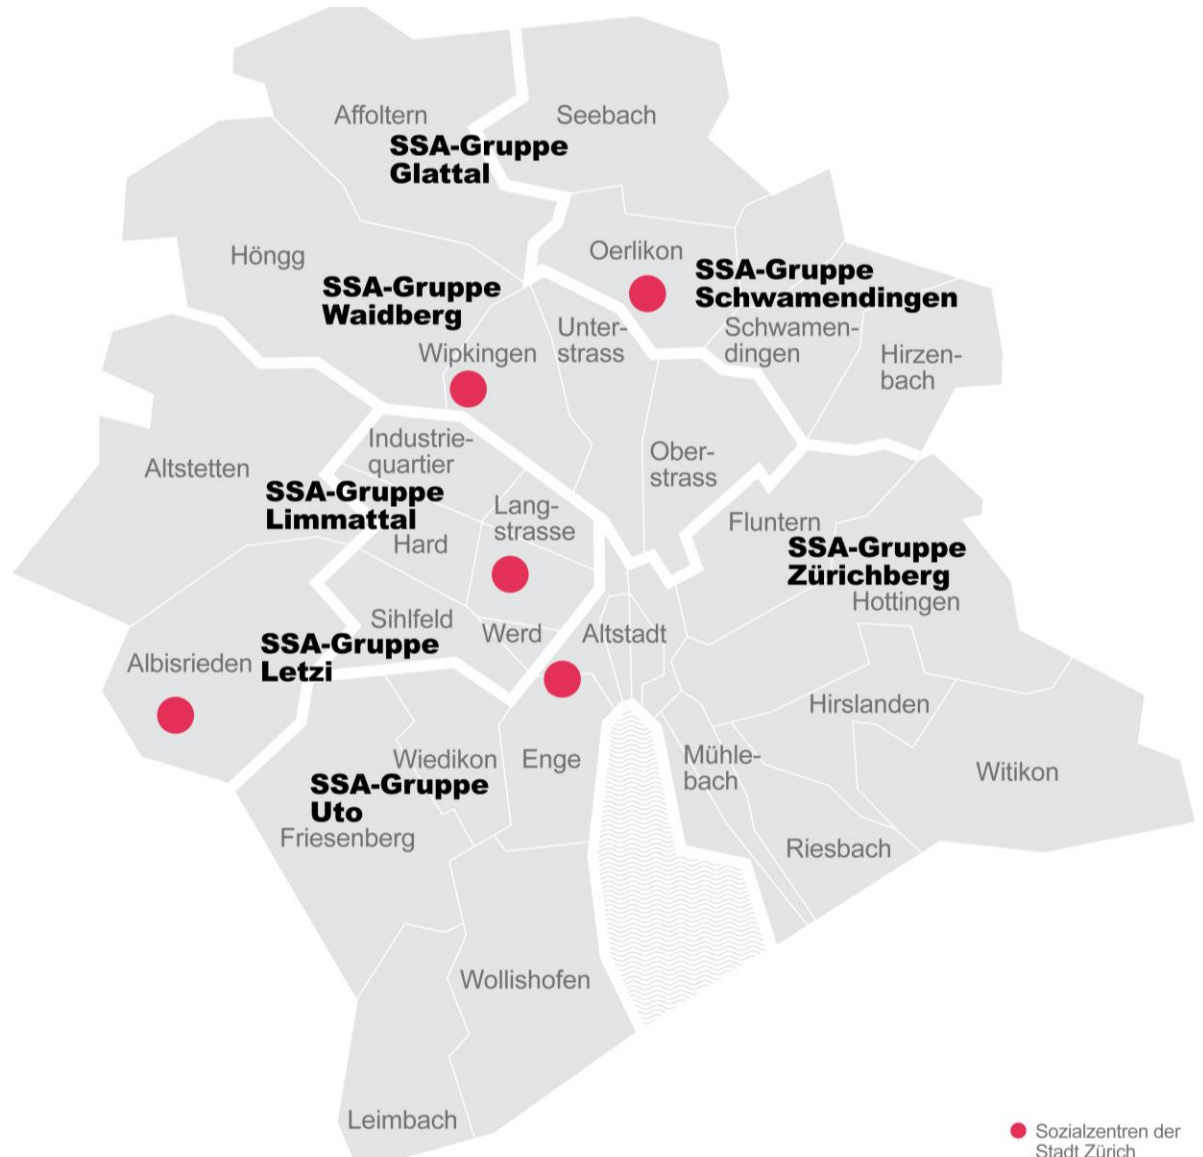 Affoltern
Seebach
SSA-Gruppe
Glattal
Höngg
Oerlikon
SSA-Gruppe
Schwamendingen
SSA-Gruppe
Waidberg
Unter-
strass
Schwamen-
dingen
Wipkingen
Hirzen-
bach
Industrie-
quartier
Altstetten
Ober-
strass
SSA-Gruppe
Limmattal
Lang-
strasse
Fluntern
Hard
SSA-Gruppe
Zürichberg
Hottingen
Sihlfeld
Werd
Altstadt
SSA-Gruppe
Letzi
Albisrieden
Hirslanden
Wiedikon
Enge
Mühle-
bach
Witikon
SSA-Gruppe
Uto
Friesenberg
Riesbach
Wollishofen
Leimbach
Sozialzentren der
Stadt Zürich